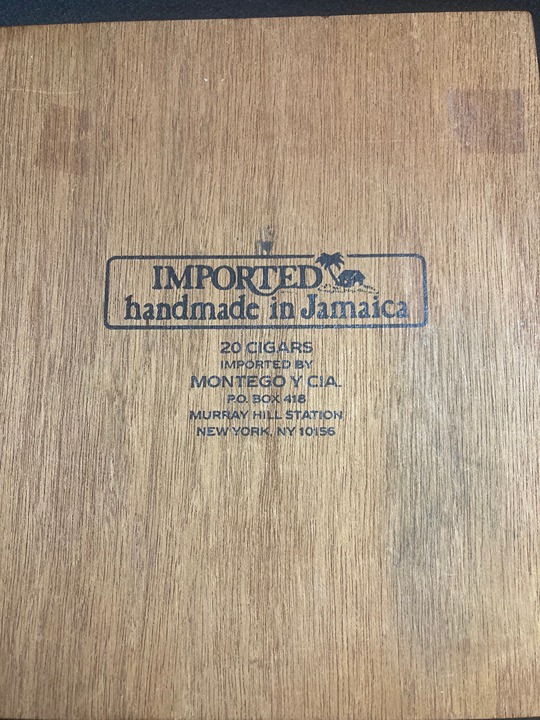 IMPORTED
handmade in Jamaica
20 CIGARS
IMPORTED BY
MONTEGO Y CIA.
P.O. BOX 418
MURRAY HILL STATION
NEW YORK, NY 10156